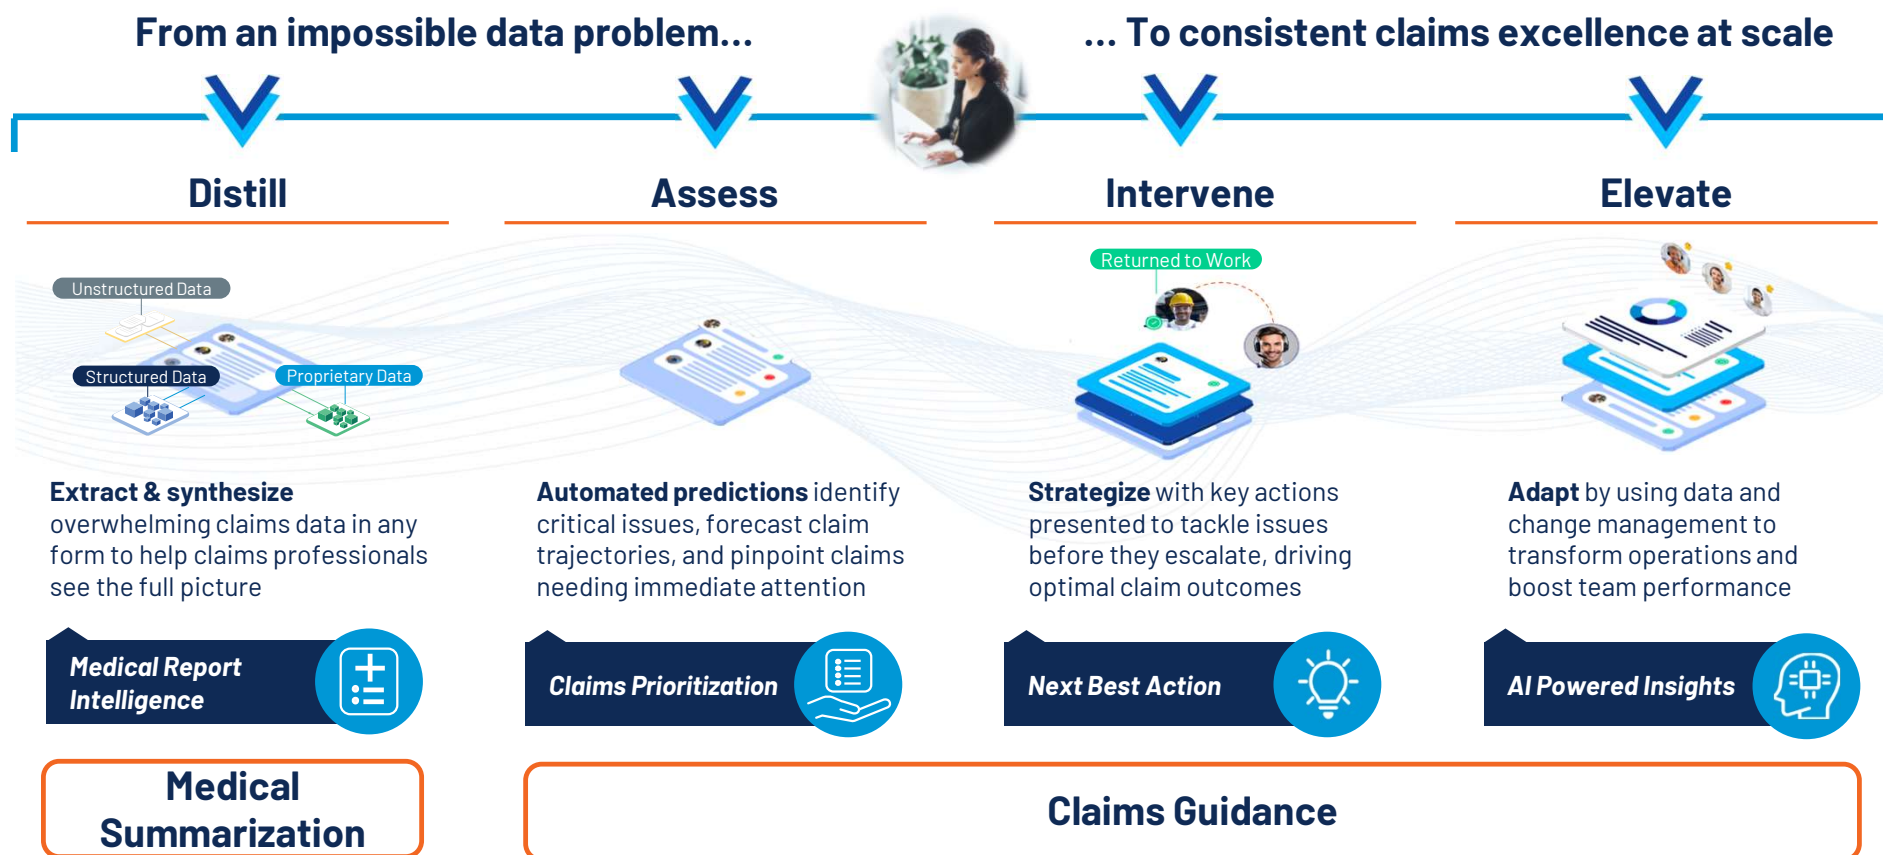 From an impossible data problem...
... To consistent claims excellence at scale
Distill
Unstructured Data
Structured Data
Proprietary Data
Extract & synthesize
overwhelming claims data in any
form to help claims professionals
see the full picture
Medical Report
Intelligence
Medical
Summarization
Assess
Automated predictions identify
critical issues, forecast claim
trajectories, and pinpoint claims
needing immediate attention
Claims Prioritization
Intervene
Returned to Work
Strategize with key actions
presented to tackle issues
before they escalate, driving
optimal claim outcomes
Next Best Action
Elevate
Adapt by using data and
change management to
transform operations and
boost team performance
AI Powered Insights
Claims Guidance